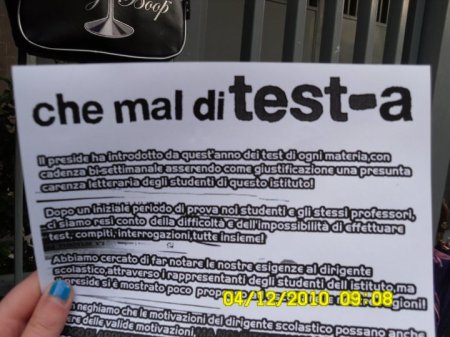 Boop
che mal di test-a
Il preside ha introdotto da quest'anno dei test di ogni materia,con
cadenza bi-settimanale asserendo come giustificazione una presunta
carenza letteraria degli studenti di questo istituto!
Dopo un iniziale periodo di prova noi studenti e gli stessi professori,
ci siamo resi conto della difficoltà e dell'impossibilità di effettuare
test, compiti, interrogazioni,tutte insieme!
Abbiamo cercato di far notare le nostre esigenze al dirigente
scolastico,attraverso i rappresentanti degli studenti dell istituto,ma
preside si è mostrato poco
04/12/2010 09:08
neghiamo che le motivazioni del dirigente scolastico possano anche
delle valide motivazioni,